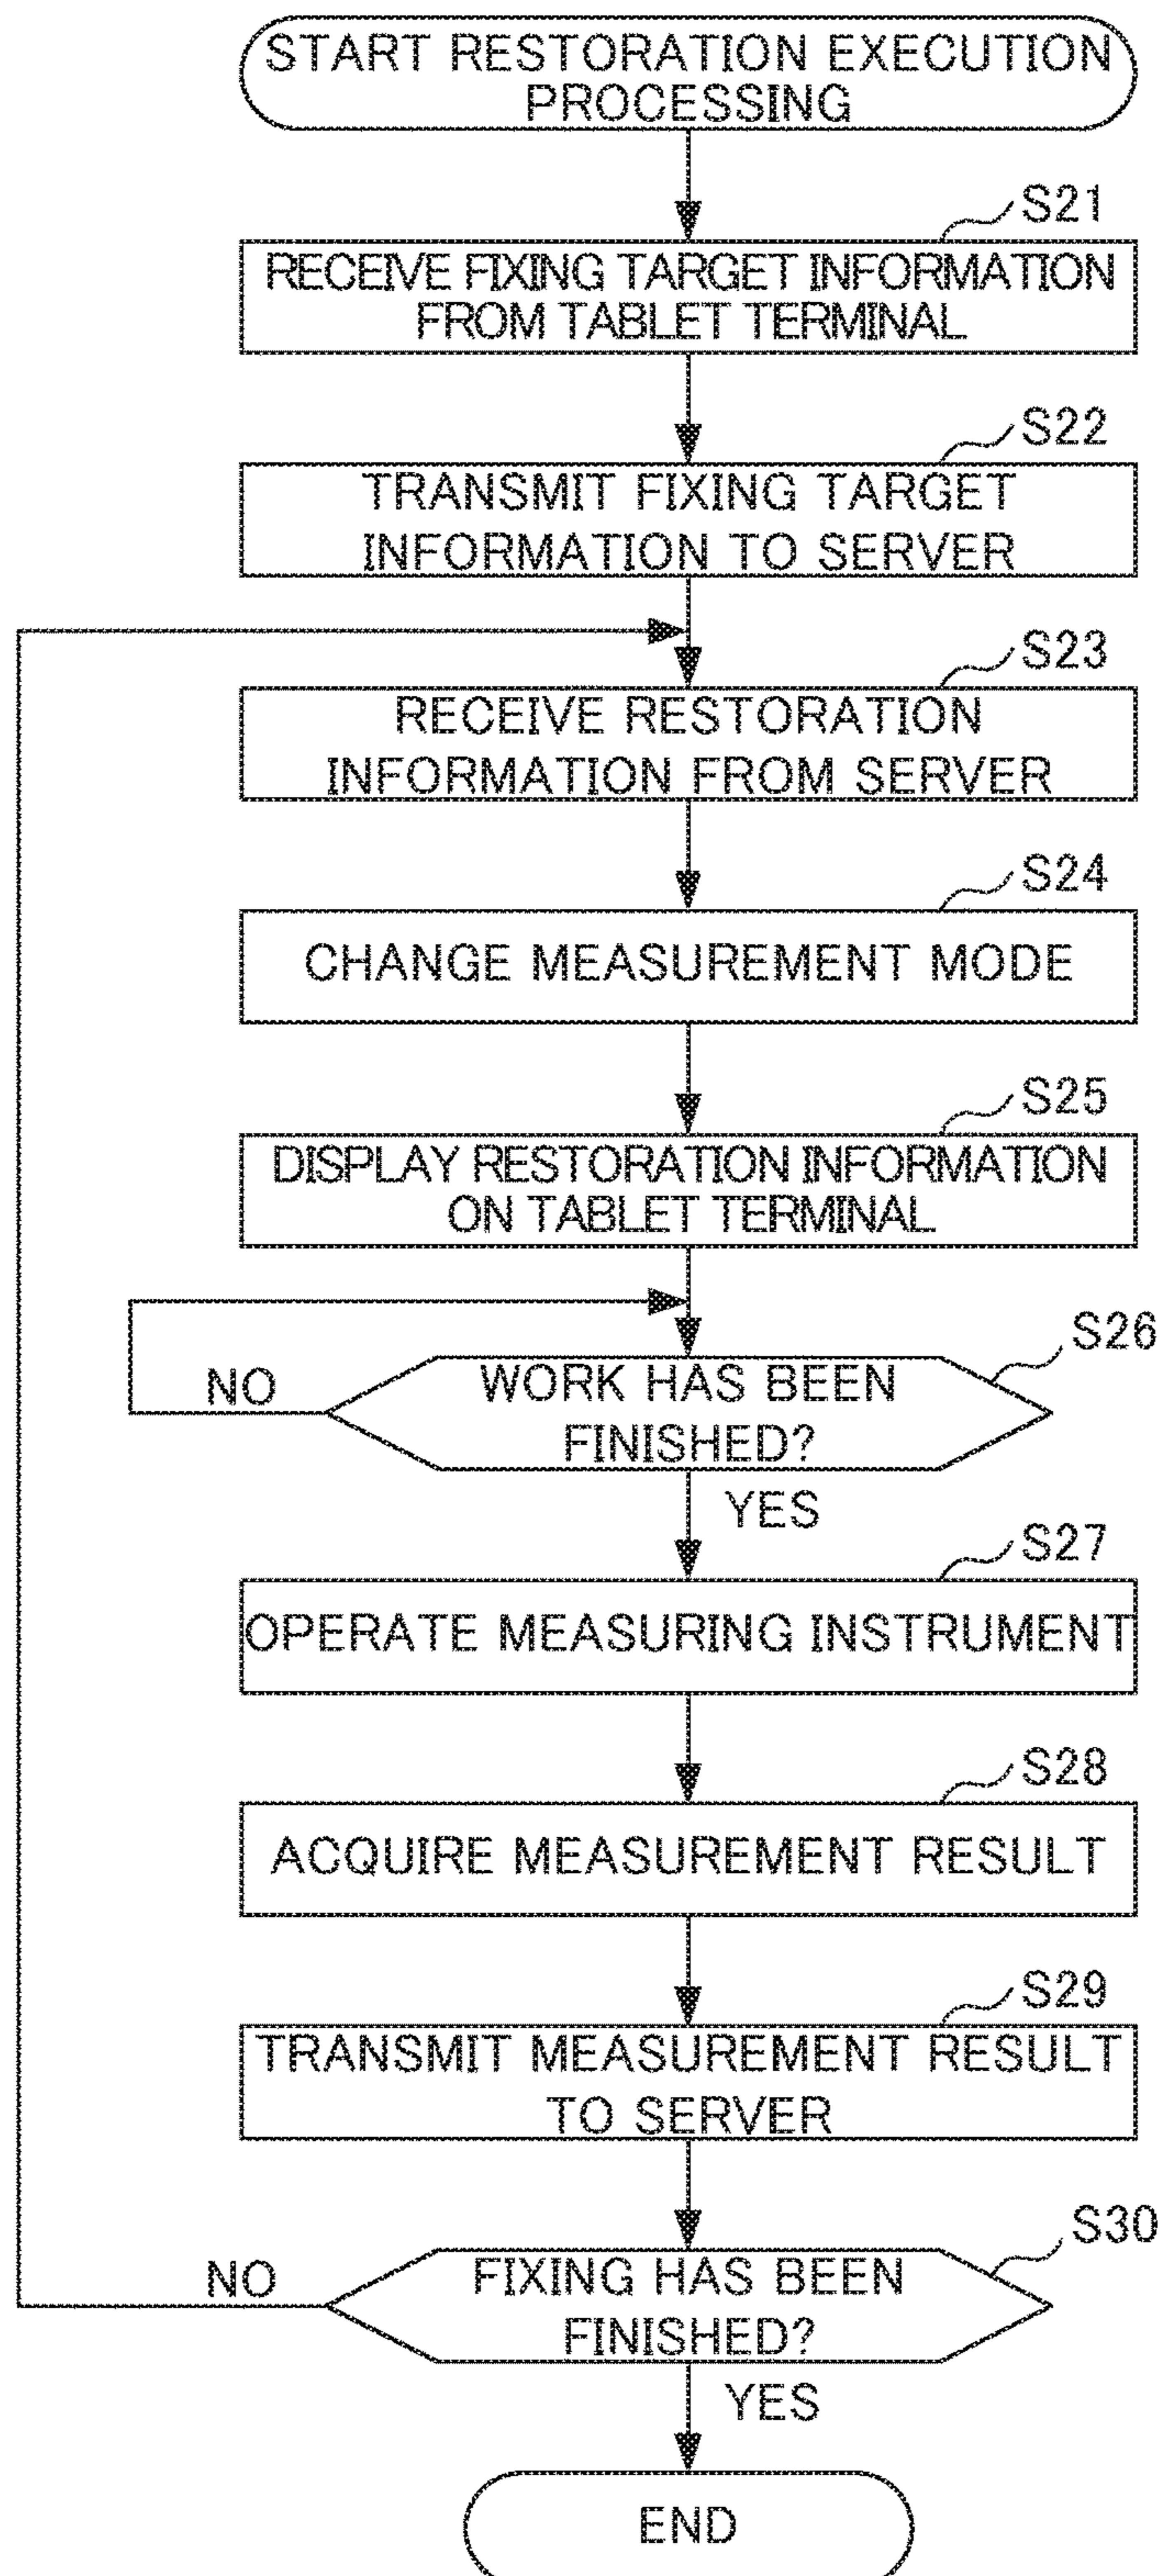 START RESTORATION EXECUTION
PROCESSING
S21
RECEIVE FIXING TARGET INFORMATION
FROM TABLET TERMINAL
S22
TRANSMIT FIXING TARGET
INFORMATION TO SERVER
S23
RECEIVE RESTORATION
INFORMATION FROM SERVER
S24
CHANGE MEASUREMENT MODE
S25
DISPLAY RESTORATION INFORMATION
ON TABLET TERMINAL
S26
NO
WORK HAS BEEN
FINISHED?
YES
S27
OPERATE MEASURING INSTRUMENT
S28
ACQUIRE MEASUREMENT RESULT
S29
TRANSMIT MEASUREMENT RESULT
TO SERVER
S30
NO
FIXING HAS BEEN
FINISHED?
YES
END